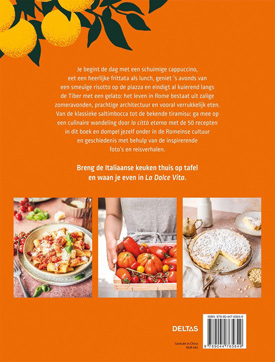 Je begint de dag met een schuimige cappuccino,
eet een heerlijke frittata als lunch, geniet 's avonds van
een smeuïge risotto op de piazza en eindigt al kuierend langs
de Tiber met een gelato: het leven in Rome bestaat uit zalige
zomeravonden, prachtige architectuur en vooral verrukkelijk eten.
Van de klassieke saltimbocca tot de bekende tiramisu: ga mee op
een culinaire wandeling door la città eterna met de 50 recepten
in dit boek en dompel jezelf onder in de Romeinse cultuur
en geschiedenis met behulp van de inspirerende
foto's en reisverhalen.
Breng de Italiaanse keuken thuis op tafel
en waan je even in La Dolce Vita.
DELTAS